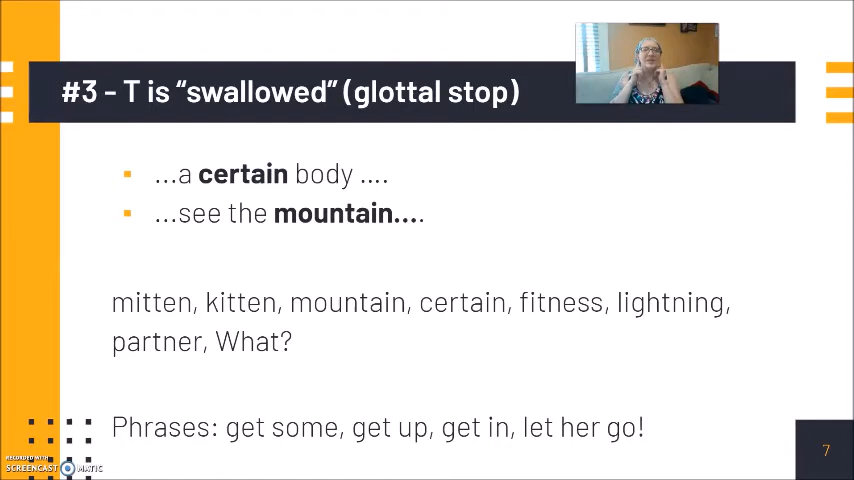 #3 - T is “swallowed” (glottal stop)
...a certain body ....
...see the mountain....
mitten, kitten, mountain, certain, fitness, lightning,
partner, What?
Phrases: get some, get up, get in, let her go!
7
RECORDED WITH
SCREENCAST MATIC